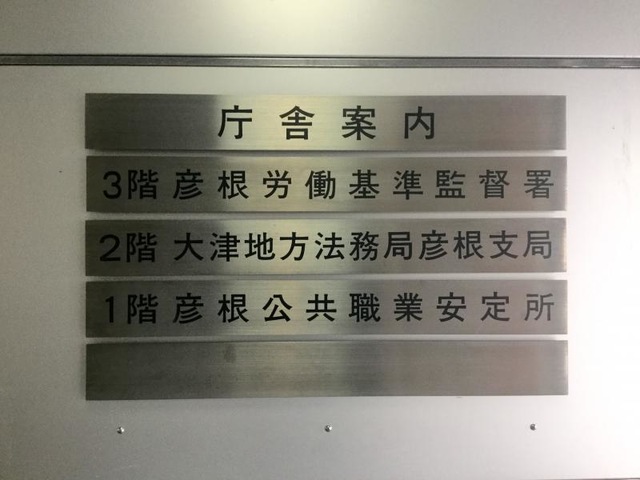 庁舎案内
3階 彦根労働基準監督署
2階 大津地方法務局彦根支局
1階 彦根公共職業安定所